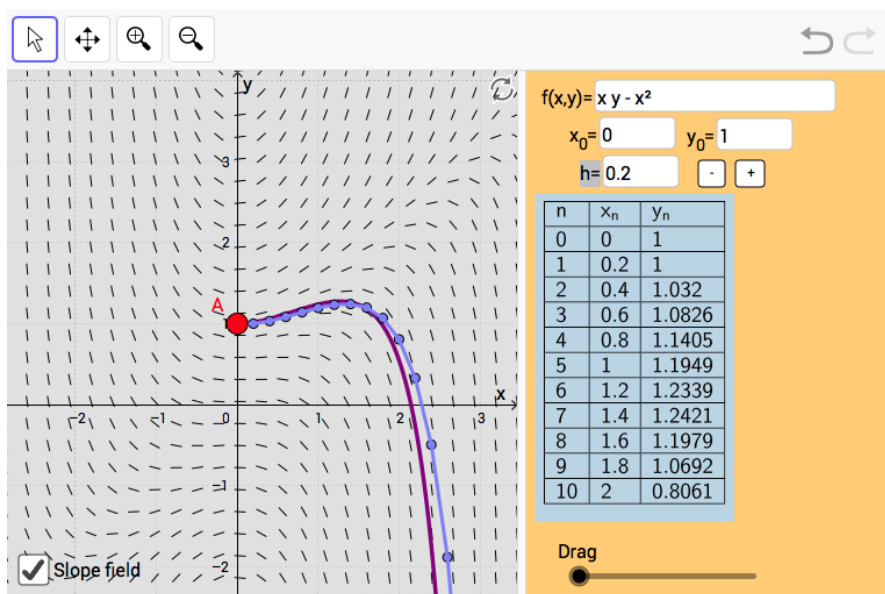 y
3
2
A
1
x
−2 −1 0 1 2 3
−1
−2
Slope field
f(x,y)= x y - x²
x₀= 0 y₀= 1
h= 0.2 - +
n xₙ yₙ
0 0 1
1 0.2 1
2 0.4 1.032
3 0.6 1.0826
4 0.8 1.1405
5 1 1.1949
6 1.2 1.2339
7 1.4 1.2421
8 1.6 1.1979
9 1.8 1.0692
10 2 0.8061
Drag